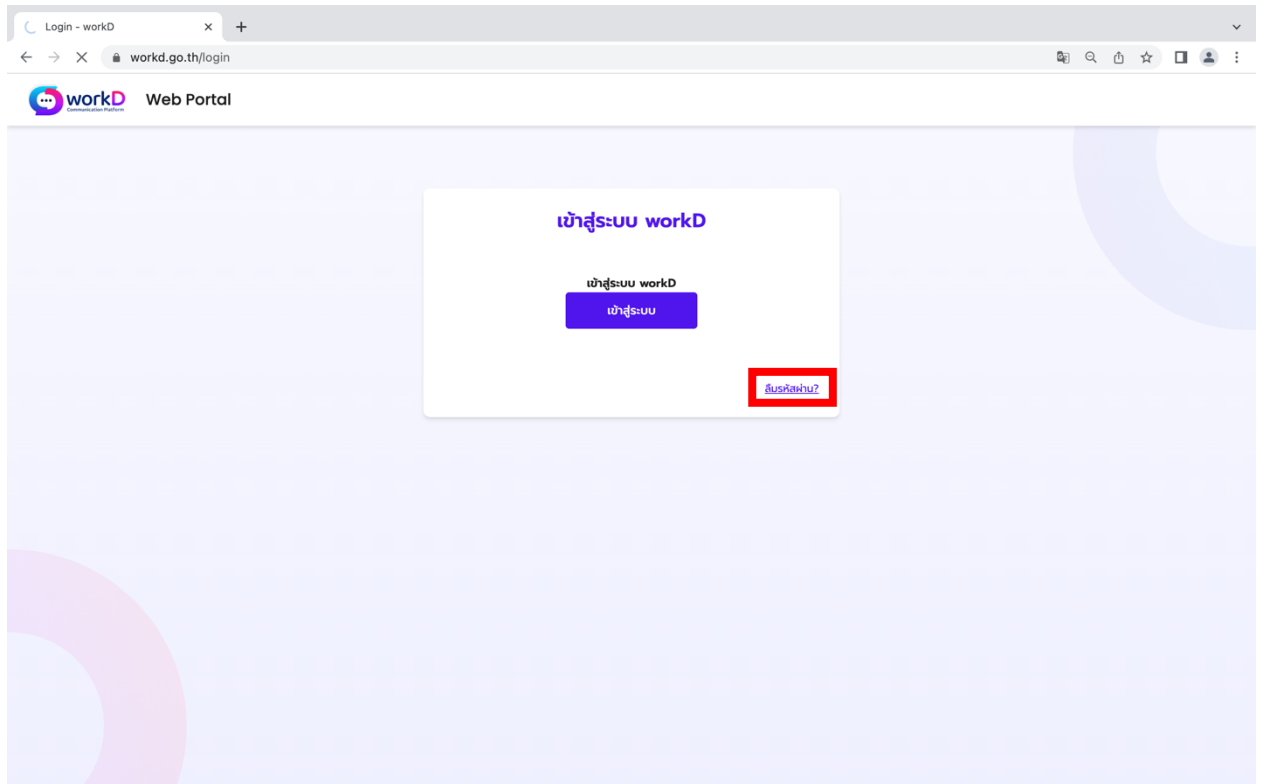 Login - workD
workd.go.th/login
workD
Communication Platform
Web Portal
เข้าสู่ระบบ workD
เข้าสู่ระบบ workD
เข้าสู่ระบบ
ลืมรหัสผ่าน?